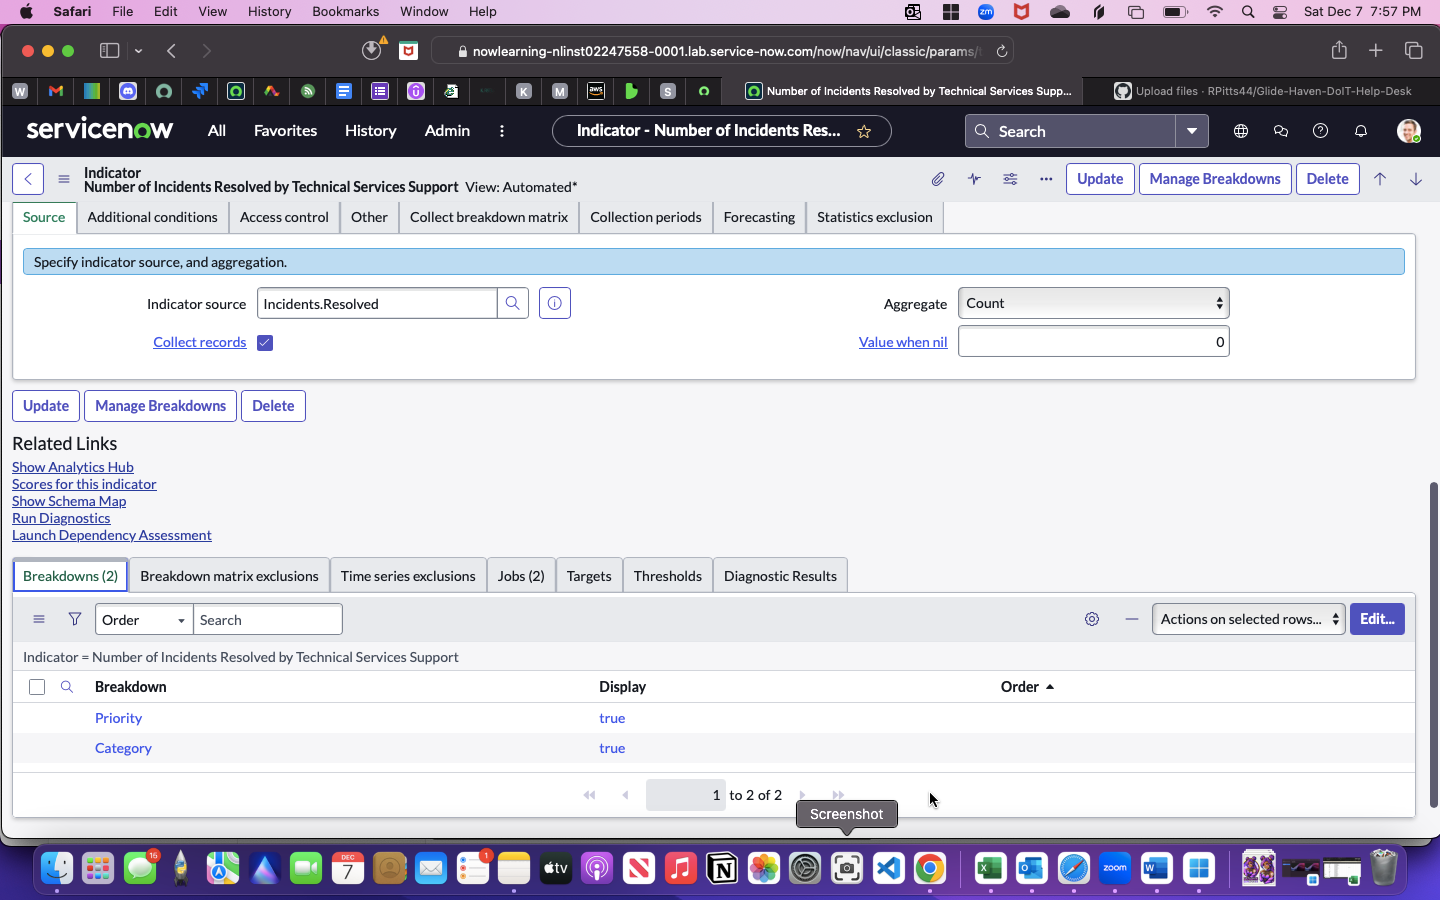 Safari File Edit View History Bookmarks Window Help zm Sat Dec 7 7:57 PM
nowlearning-nlinst02247558-0001.lab.service-now.com/now/nav/ui/classic/params/
W K M aws S Number of Incidents Resolved by Technical Services Supp... Upload files · RPitts44/Glide-Haven-DoIT-Help-Desk
servicenow All Favorites History Admin Indicator - Number of Incidents Res... Search
Indicator
Number of Incidents Resolved by Technical Services Support View: Automated* Update Manage Breakdowns Delete
Source Additional conditions Access control Other Collect breakdown matrix Collection periods Forecasting Statistics exclusion
Specify indicator source, and aggregation.
Indicator source Incidents.Resolved Aggregate Count
Collect records Value when nil 0
Update Manage Breakdowns Delete
Related Links
Show Analytics Hub
Scores for this indicator
Show Schema Map
Run Diagnostics
Launch Dependency Assessment
Breakdowns (2) Breakdown matrix exclusions Time series exclusions Jobs (2) Targets Thresholds Diagnostic Results
Order Search Actions on selected rows... Edit...
Indicator = Number of Incidents Resolved by Technical Services Support
Breakdown Display Order
Priority true
Category true
1 to 2 of 2
Screenshot
16 DEC 7 1 tv zoom